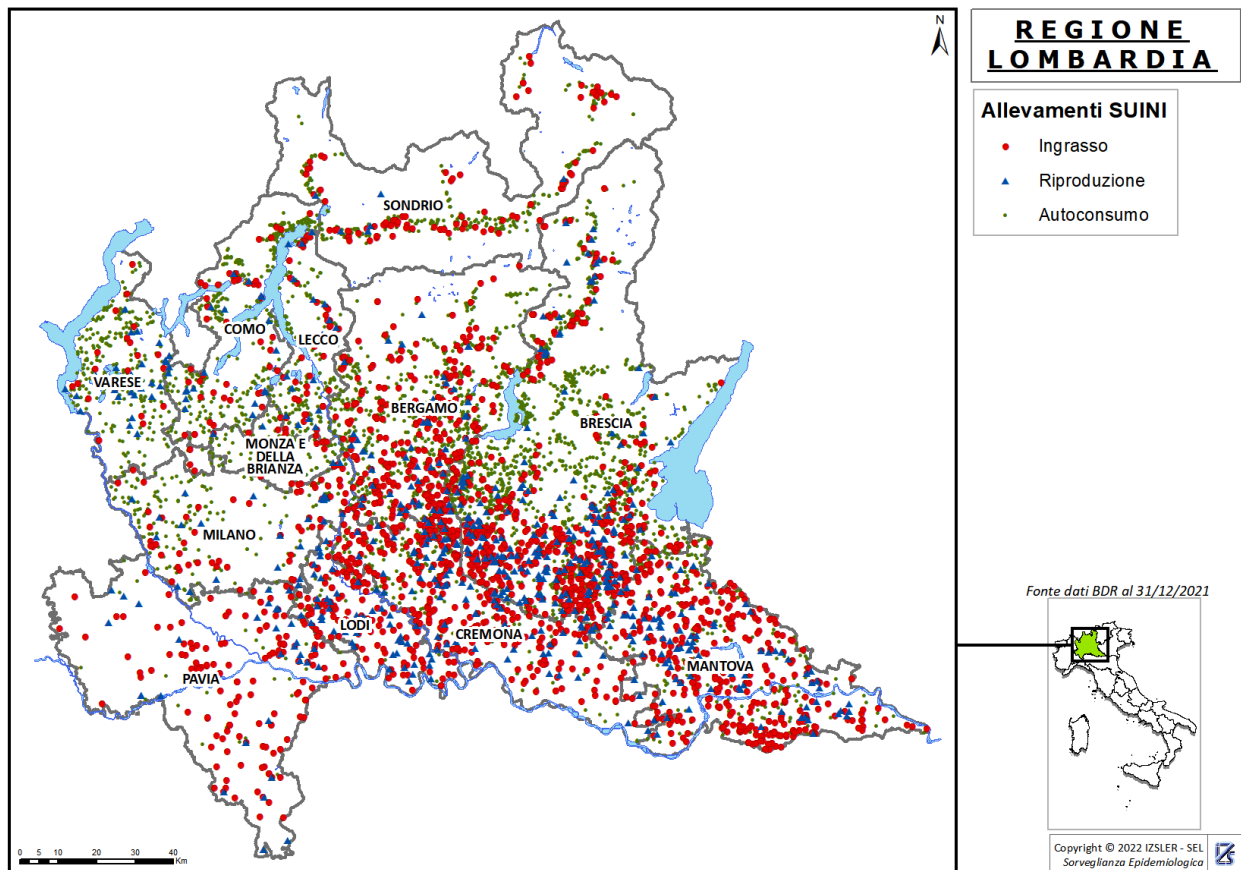 N
REGIONE
LOMBARDIA
Allevamenti SUINI
Ingrasso
Riproduzione
Autoconsumo
SONDRIO
COMO
LECCO
VARESE
BERGAMO
BRESCIA
MONZA E
DELLA
BRIANZA
MILANO
LODI
CREMONA
MANTOVA
PAVIA
Fonte dati BDR al 31/12/2021
0 5 10 20 30 40
Km
Copyright © 2022 IZSLER - SEL
Sorveglianza Epidemiologica